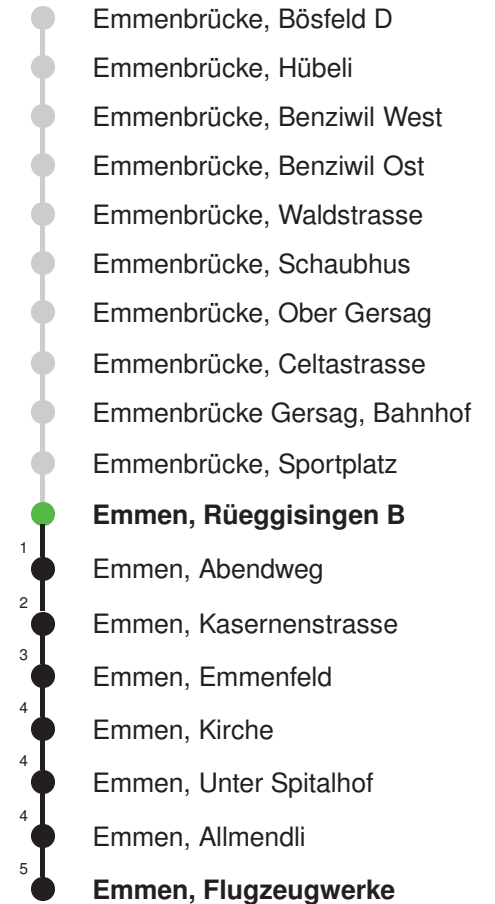 Emmenbrücke, Bösfeld D
Emmenbrücke, Hübeli
Emmenbrücke, Benziwil West
Emmenbrücke, Benziwil Ost
Emmenbrücke, Waldstrasse
Emmenbrücke, Schaubhus
Emmenbrücke, Ober Gersag
Emmenbrücke, Celtastrasse
Emmenbrücke Gersag, Bahnhof
Emmenbrücke, Sportplatz
Emmen, Rüeggisingen B
1 Emmen, Abendweg
2 Emmen, Kasernenstrasse
3 Emmen, Emmenfeld
4 Emmen, Kirche
4 Emmen, Unter Spitalhof
4 Emmen, Allmendli
5 Emmen, Flugzeugwerke